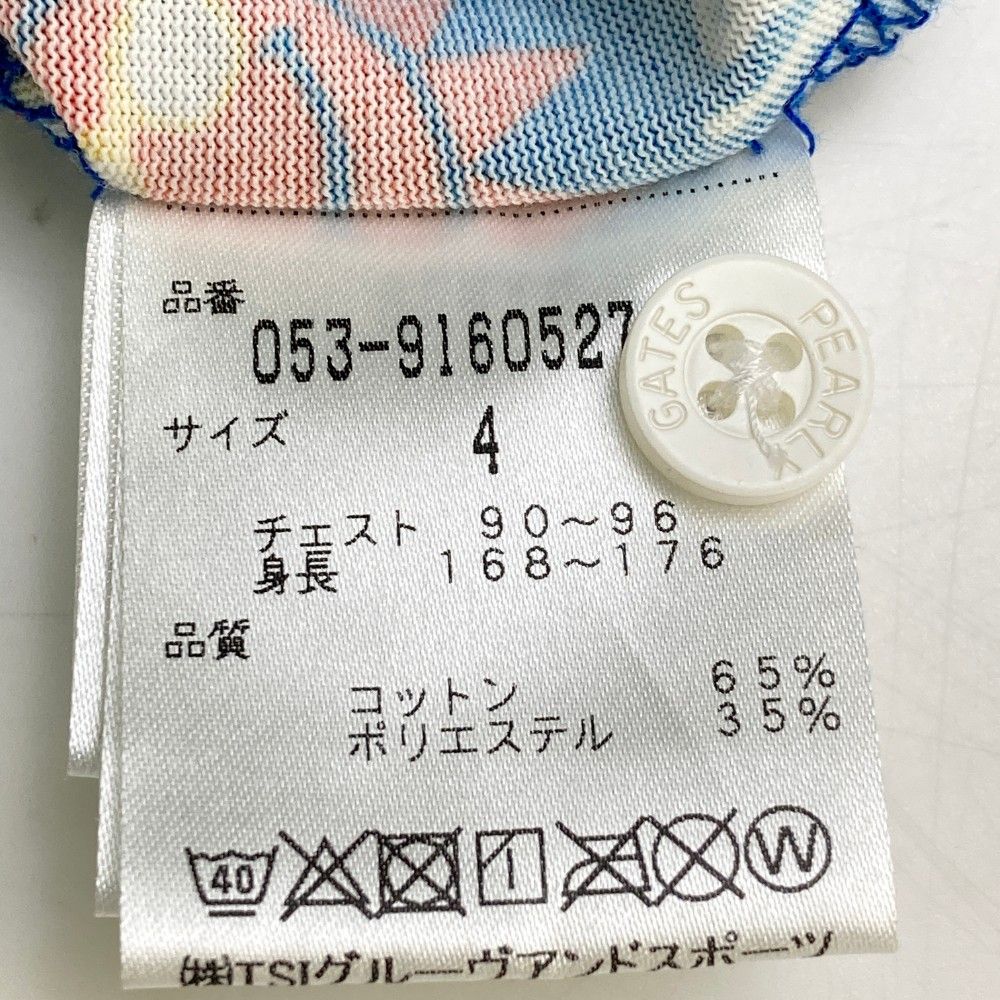 品番
053-9160527
サイズ 4
チェスト 90～96
身長 168～176
品質
コットン 65%
ポリエステル 35%
40 W
㈱TSIグルーヴアンドスポーツ
PEARLY GATES